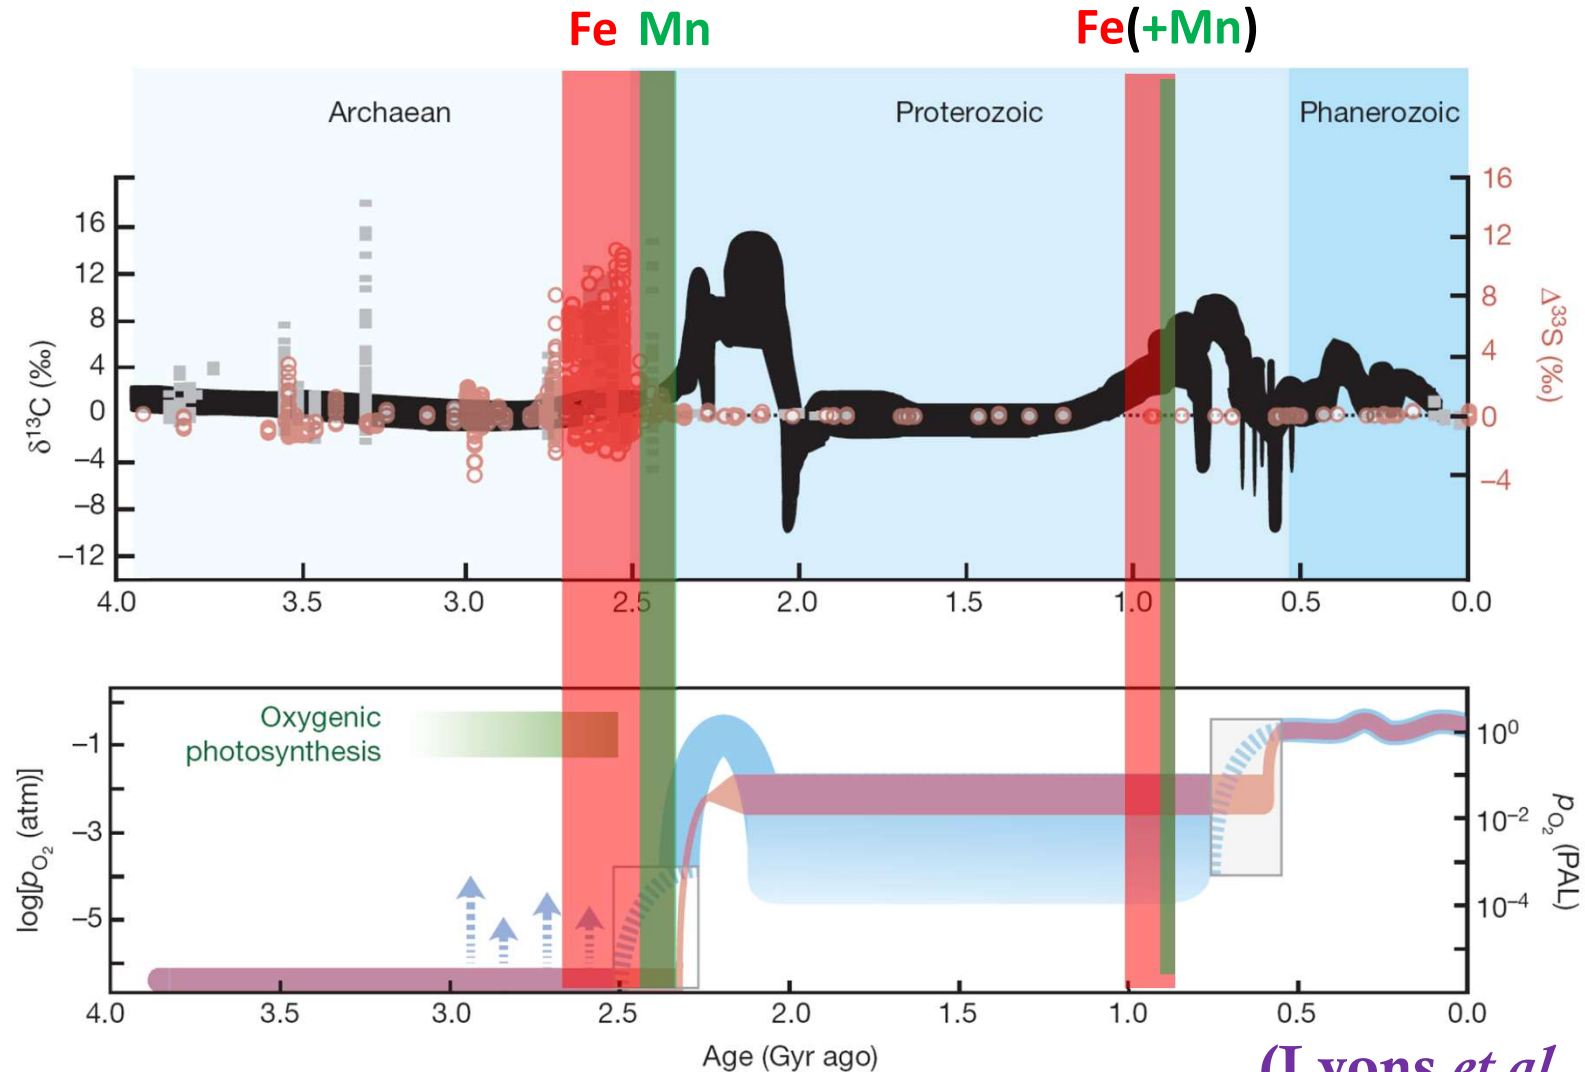 Fe Mn Fe(+Mn)
Archaean Proterozoic Phanerozoic
16
12
8
4
0
−4
−8
−12
δ¹³C (‰)
16
12
8
4
0
−4
Δ³³S (‰)
4.0 3.5 3.0 2.5 2.0 1.5 1.0 0.5 0.0
Oxygenic
photosynthesis
−1
−3
−5
log[pO₂ (atm)]
10⁰
10⁻²
10⁻⁴
pO₂ (PAL)
4.0 3.5 3.0 2.5 2.0 1.5 1.0 0.5 0.0
Age (Gyr ago)
(Lyons et al